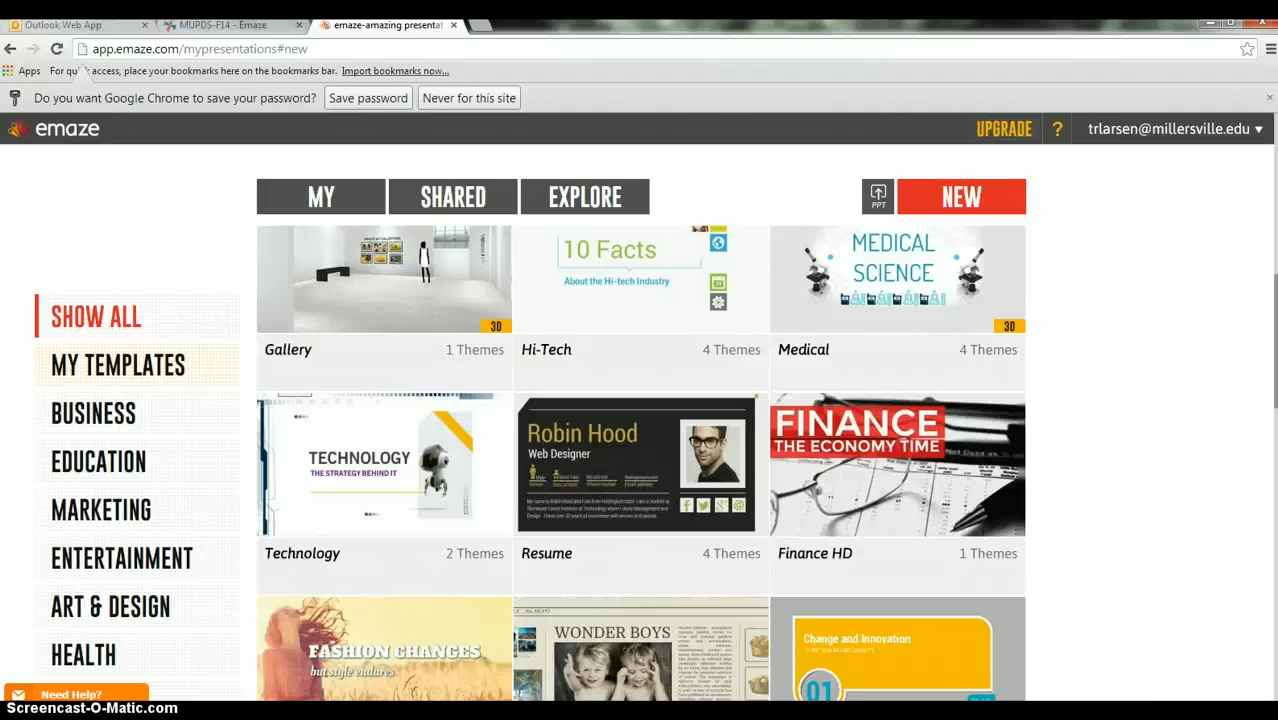 Outlook Web App
MUPDS-F14 - Emaze
emaze-amazing presentat
app.emaze.com/mypresentations#new
Apps
For quick access, place your bookmarks here on the bookmarks bar. Import bookmarks now...
Do you want Google Chrome to save your password?
Save password
Never for this site
emaze
UPGRADE
?
trlarsen@millersville.edu
MY
SHARED
EXPLORE
PPT
NEW
SHOW ALL
MY TEMPLATES
BUSINESS
EDUCATION
MARKETING
ENTERTAINMENT
ART & DESIGN
HEALTH
3D
Gallery
1 Themes
10 Facts
About the Hi-tech Industry
Hi-Tech
4 Themes
MEDICAL
SCIENCE
3D
Medical
4 Themes
TECHNOLOGY
THE STRATEGY BEHIND IT
Technology
2 Themes
Robin Hood
Web Designer
Resume
4 Themes
FINANCE
THE ECONOMY TIME
Finance HD
1 Themes
FASHION CHANGES
but style endures
WONDER BOYS
Change and Innovation
01
Need Help?
Screencast-O-Matic.com